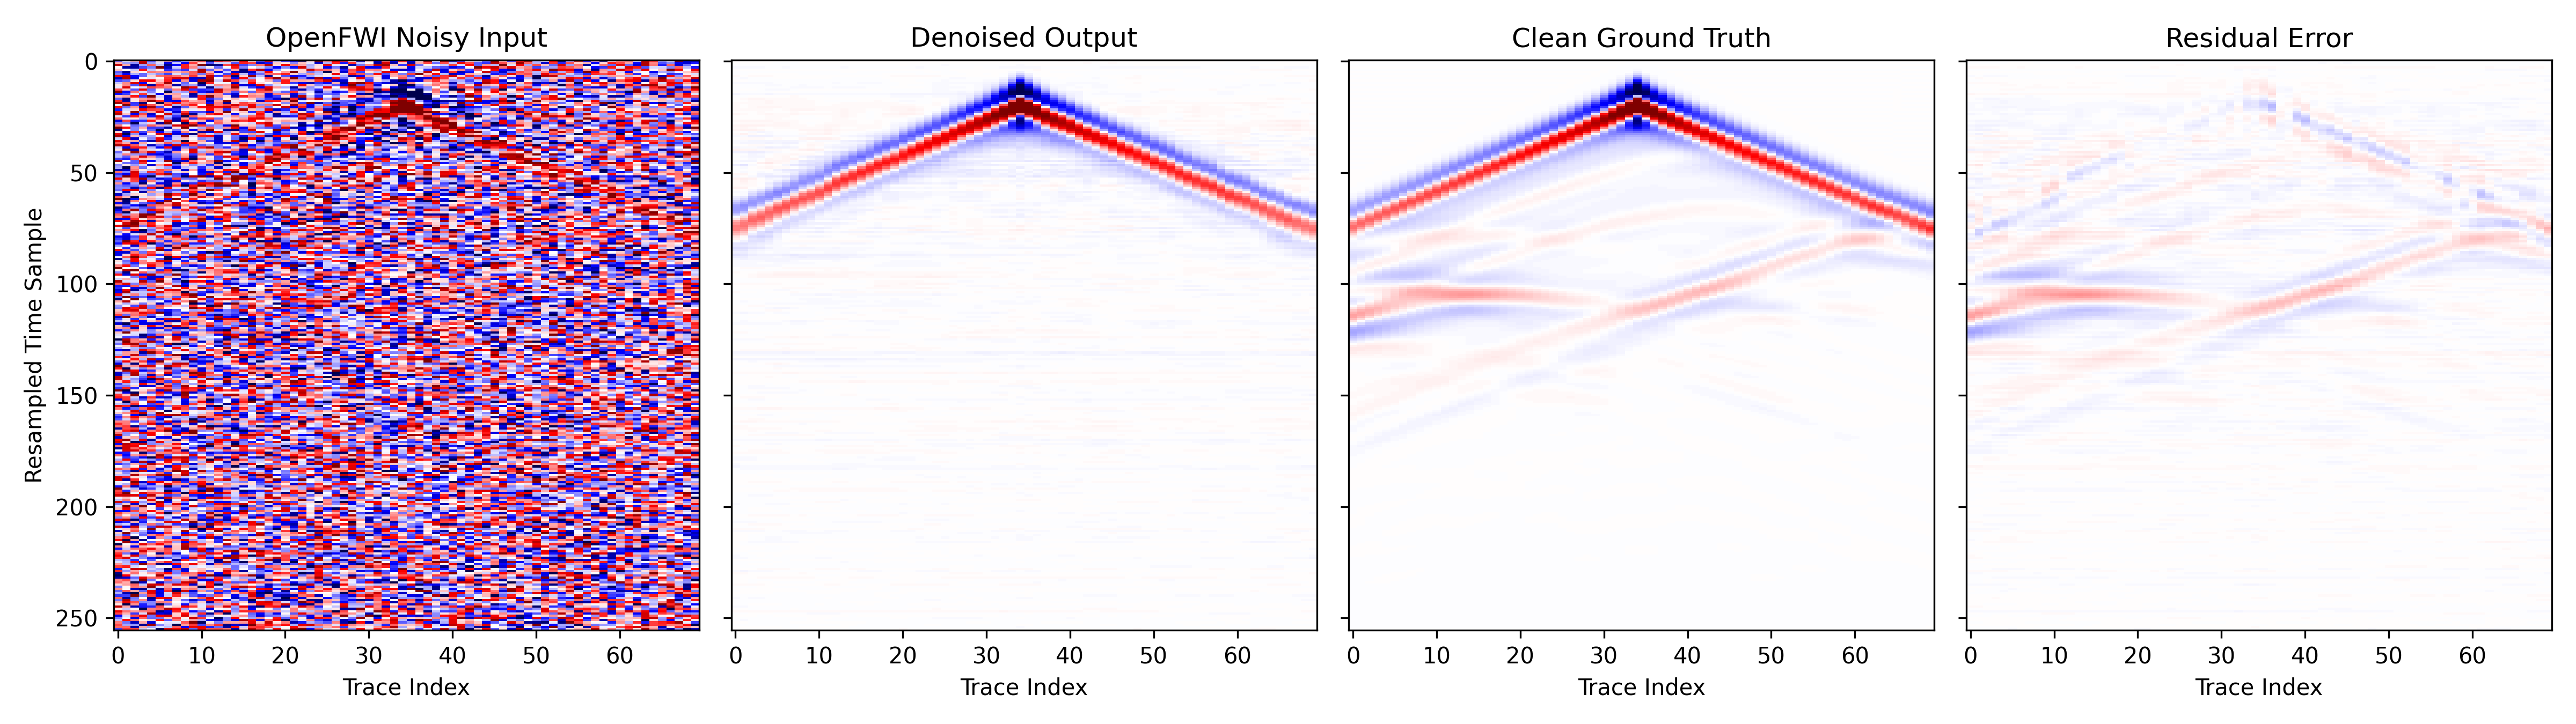 OpenFWI Noisy Input
Denoised Output
Clean Ground Truth
Residual Error
Resampled Time Sample
0
50
100
150
200
250
0 10 20 30 40 50 60
0 10 20 30 40 50 60
0 10 20 30 40 50 60
0 10 20 30 40 50 60
Trace Index
Trace Index
Trace Index
Trace Index